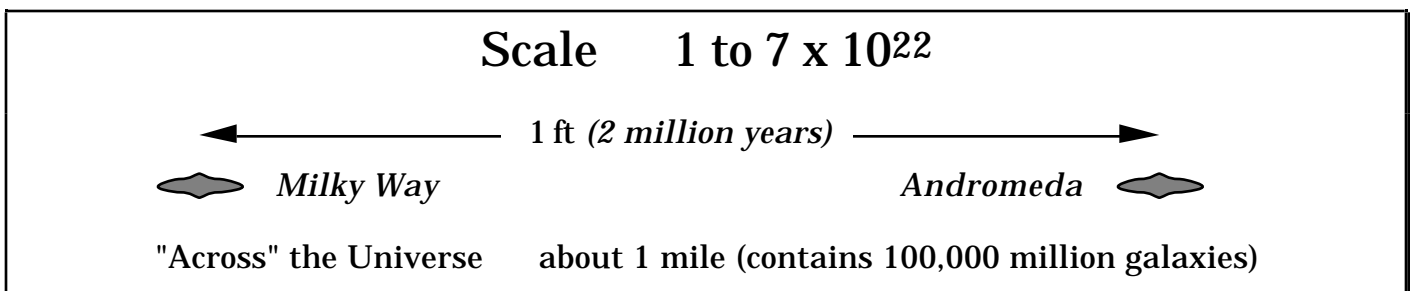 Scale 1 to 7 x 10²²
1 ft (2 million years)
Milky Way Andromeda
"Across" the Universe about 1 mile (contains 100,000 million galaxies)